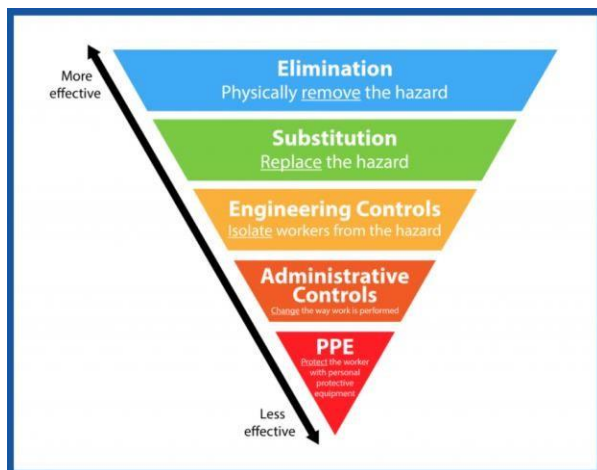 More
effective
Elimination
Physically remove the hazard
Substitution
Replace the hazard
Engineering Controls
Isolate workers from the hazard
Administrative
Controls
Change the way work is performed
PPE
Protect the worker
with personal
protective
equipment
Less
effective